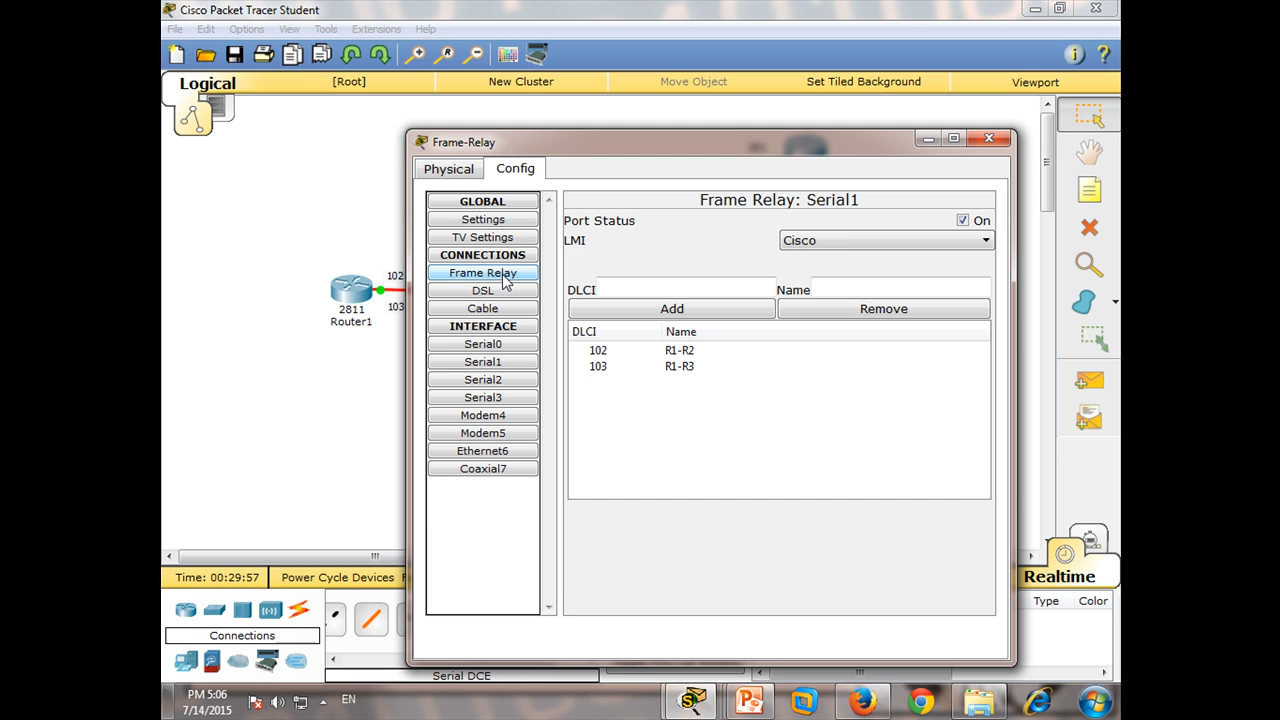 Cisco Packet Tracer Student
File Edit Options View Tools Extensions Help
Logical [Root] New Cluster Move Object Set Tiled Background Viewport
Frame-Relay
Physical Config
GLOBAL
Settings
TV Settings
CONNECTIONS
Frame Relay
DSL
Cable
INTERFACE
Serial0
Serial1
Serial2
Serial3
Modem4
Modem5
Ethernet6
Coaxial7
Frame Relay: Serial1
Port Status On
LMI Cisco
DLCI Name
Add Remove
DLCI Name
102 R1-R2
103 R1-R3
102
103
2811
Router1
Time: 00:29:57 Power Cycle Devices F
Realtime
Type Color
Connections
Serial DCE
PM 5:06
7/14/2015
EN